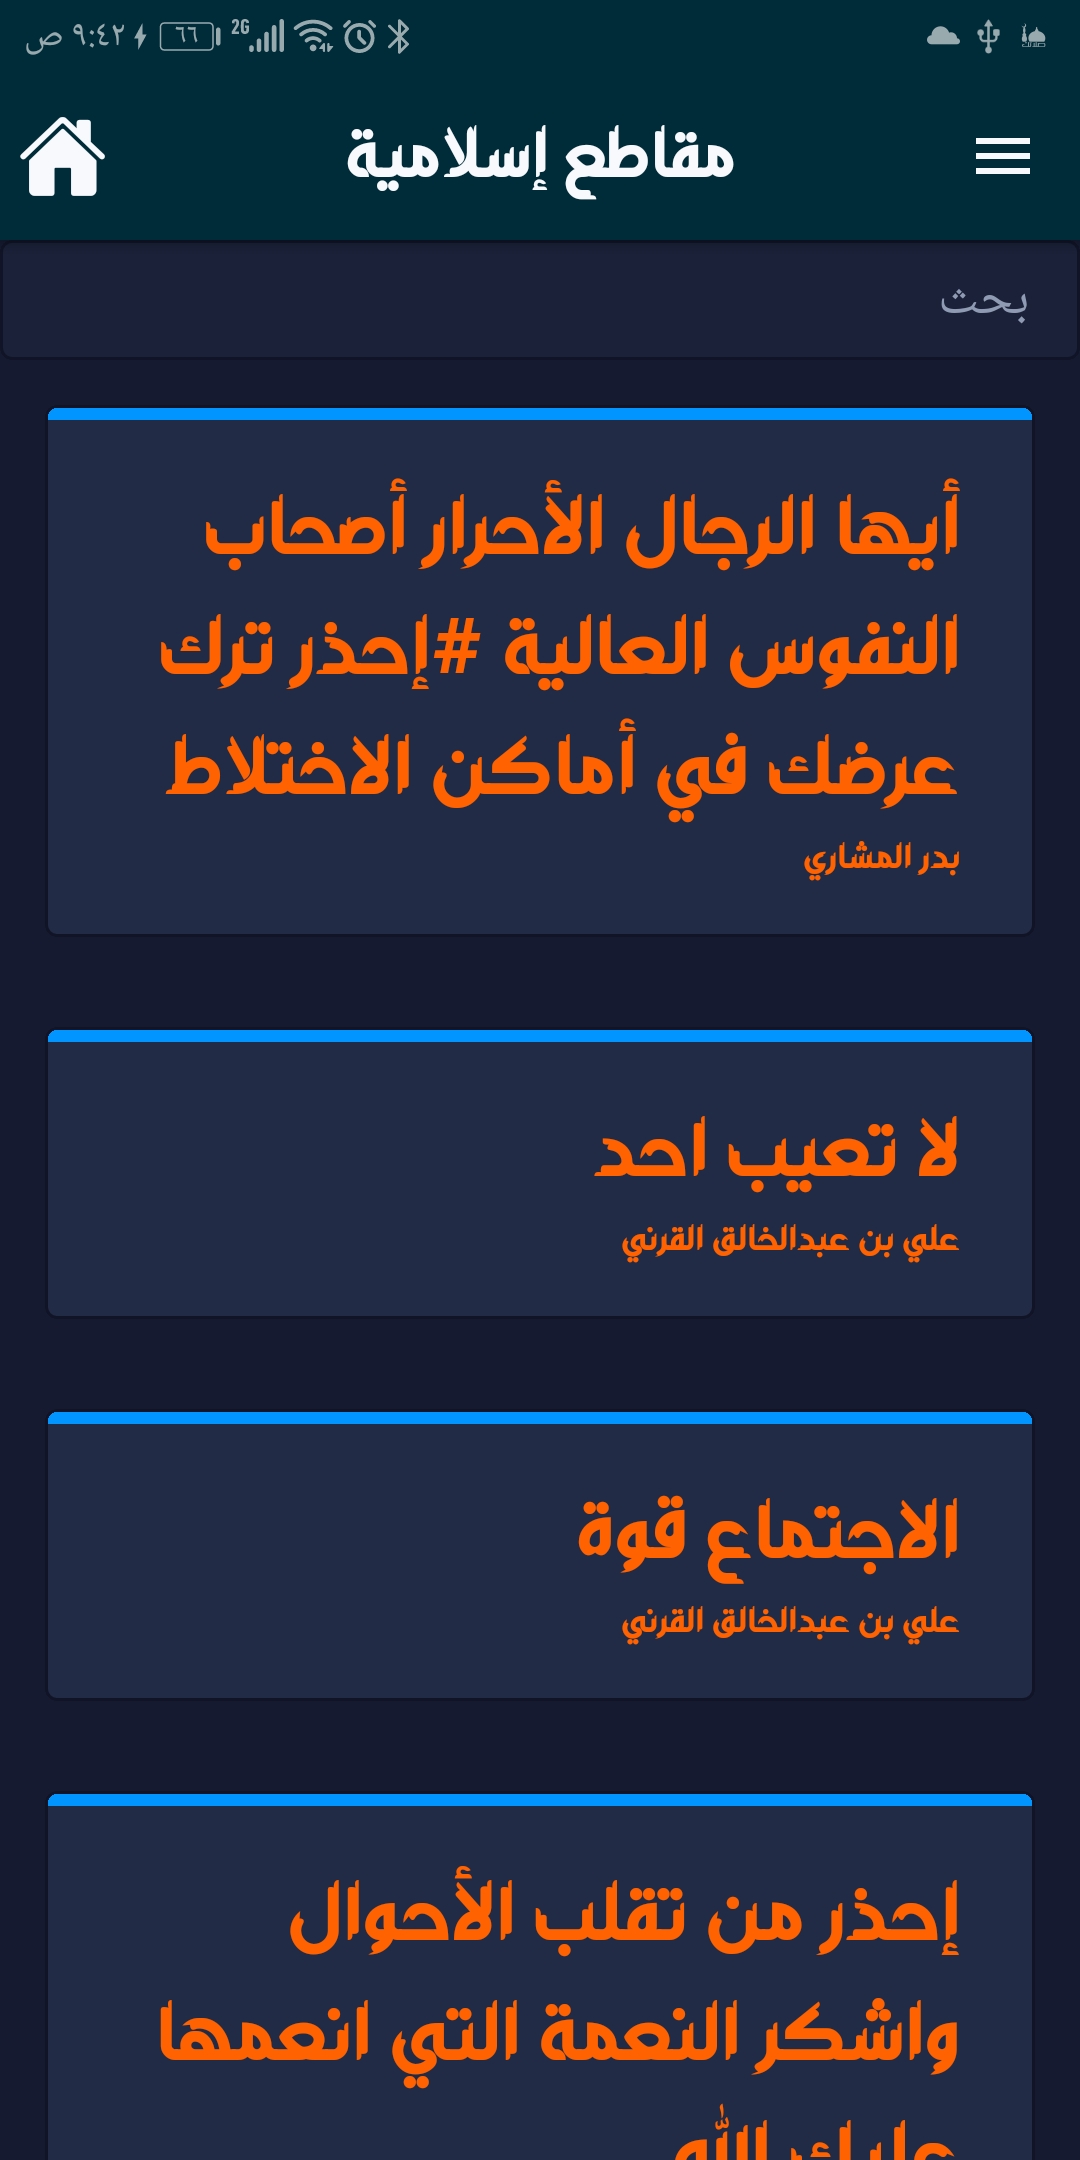 ٩:٤٢ ص
٦٦
2G
مقاطع إسلامية
بحث
أيها الرجال الأحرار أصحاب
النفوس العالية #إحذر ترك
عرضك في أماكن الاختلاط
بدر المشاري
لا تعيب احد
علي بن عبدالخالق القرني
الاجتماع قوة
علي بن عبدالخالق القرني
إحذر من تقلب الأحوال
واشكر النعمة التي انعمها
عليك الله